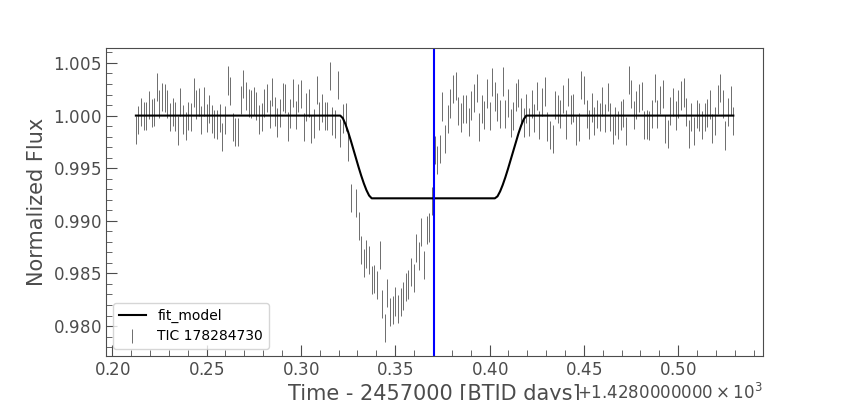 1.005
1.000
0.995
0.990
0.985
0.980
Normalized Flux
fit_model
TIC 178284730
0.20 0.25 0.30 0.35 0.40 0.45 0.50
Time - 2457000 [BTJD days]
+1.4280000000 × 10³